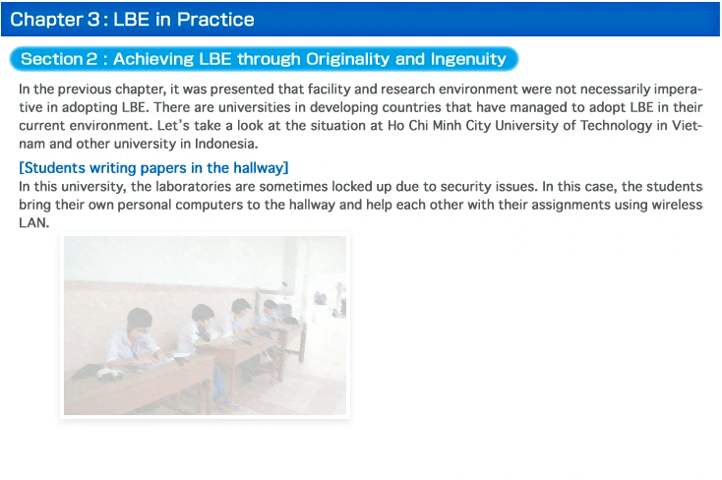 Chapter 3 : LBE in Practice
Section 2 : Achieving LBE through Originality and Ingenuity
In the previous chapter, it was presented that facility and research environment were not necessarily impera-
tive in adopting LBE. There are universities in developing countries that have managed to adopt LBE in their
current environment. Let's take a look at the situation at Ho Chi Minh City University of Technology in Viet-
nam and other university in Indonesia.
[Students writing papers in the hallway]
In this university, the laboratories are sometimes locked up due to security issues. In this case, the students
bring their own personal computers to the hallway and help each other with their assignments using wireless
LAN.